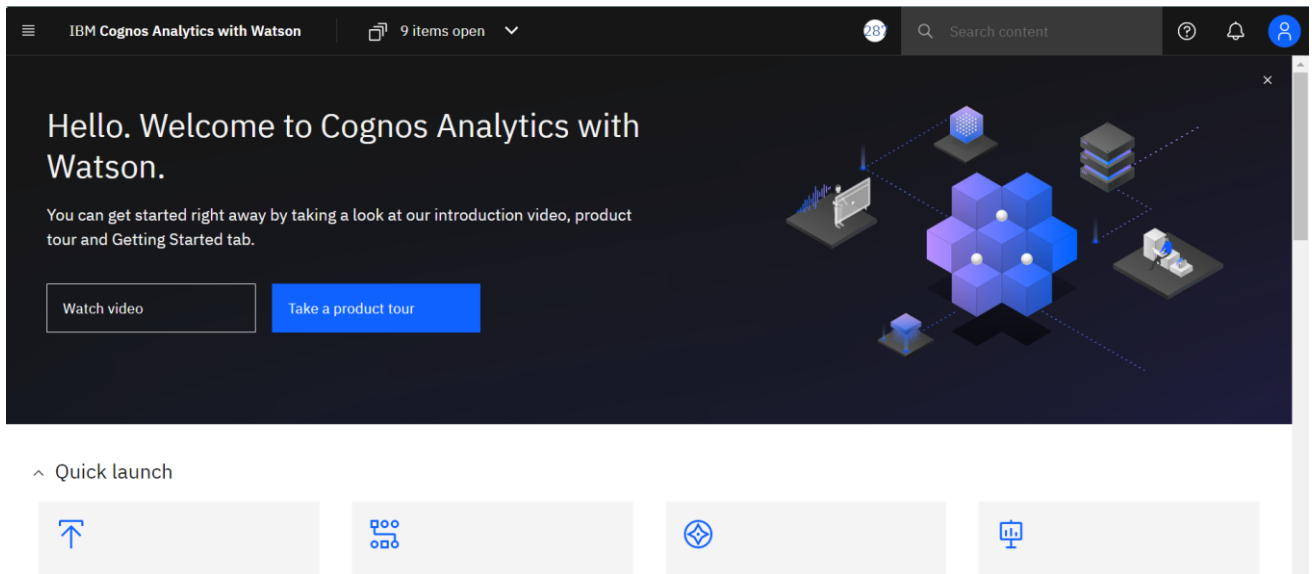 IBM Cognos Analytics with Watson
9 items open
287
Search content
Hello. Welcome to Cognos Analytics with
Watson.
You can get started right away by taking a look at our introduction video, product
tour and Getting Started tab.
Watch video
Take a product tour
Quick launch